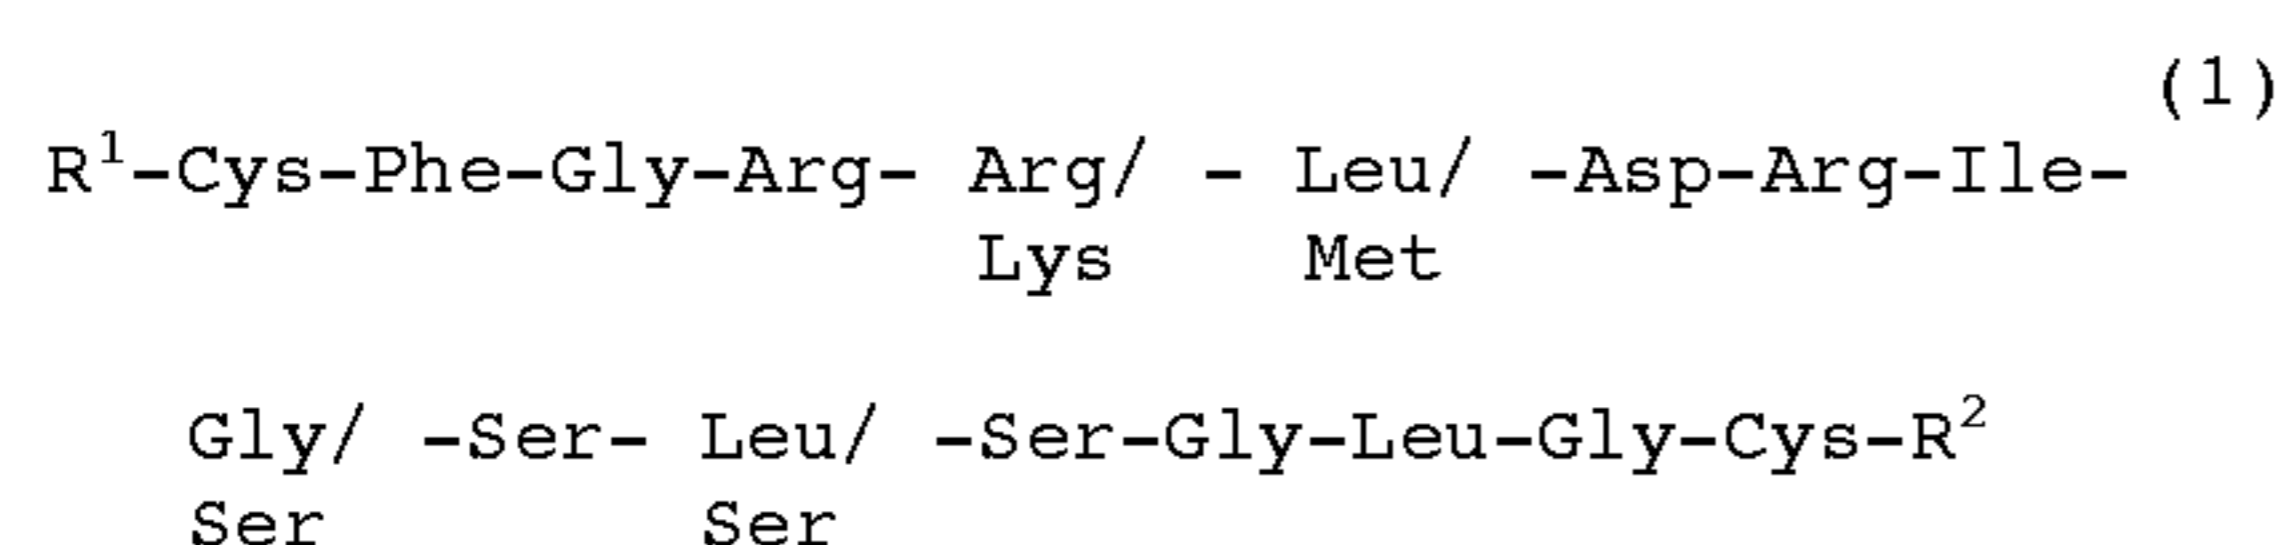 (1)
R¹-Cys-Phe-Gly-Arg- Arg/ - Leu/ -Asp-Arg-Ile-
Lys Met
Gly/ -Ser- Leu/ -Ser-Gly-Leu-Gly-Cys-R²
Ser Ser